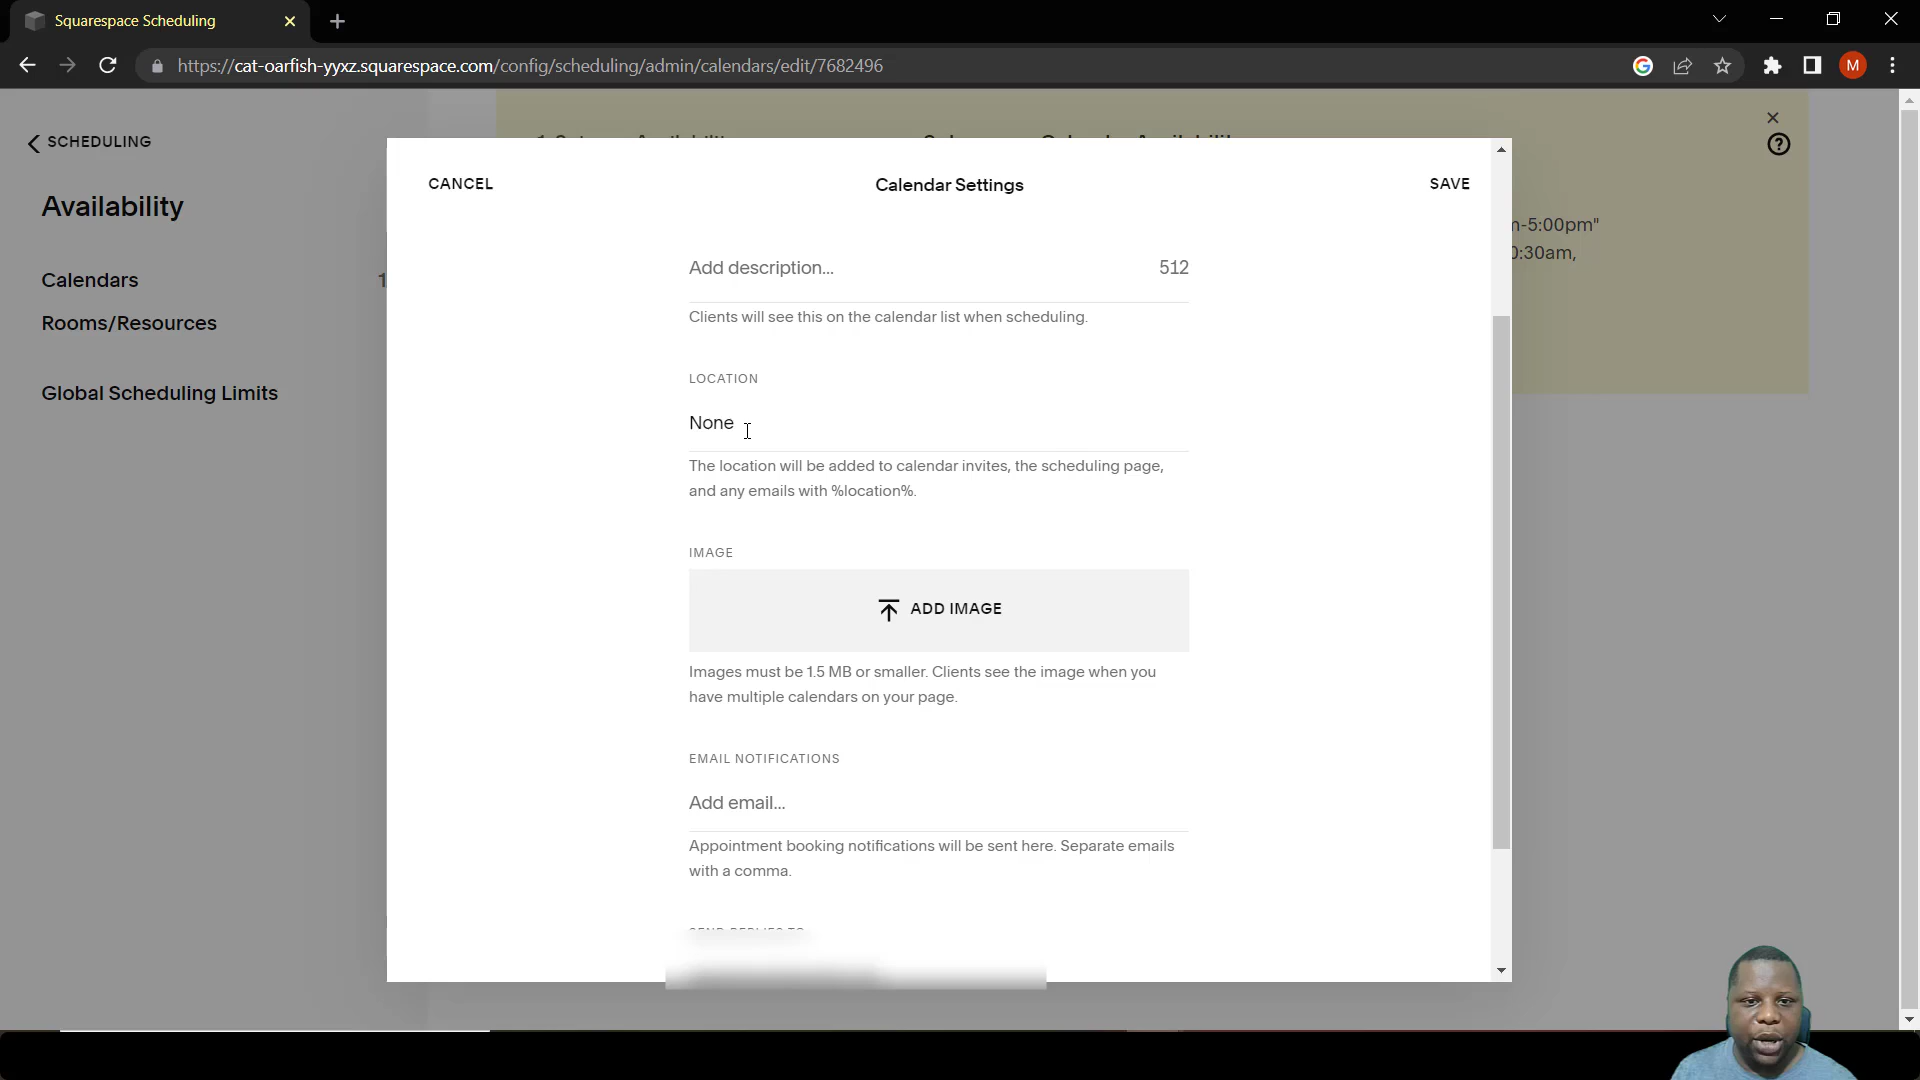 Squarespace Scheduling
https://cat-oarfish-yyxz.squarespace.com/config/scheduling/admin/calendars/edit/7682496
M
SCHEDULING
Availability
Calendars 1
Rooms/Resources
Global Scheduling Limits
CANCEL
Calendar Settings
SAVE
m-5:00pm"
0:30am,
Add description...
512
Clients will see this on the calendar list when scheduling.
LOCATION
None
The location will be added to calendar invites, the scheduling page,
and any emails with %location%.
IMAGE
ADD IMAGE
Images must be 1.5 MB or smaller. Clients see the image when you
have multiple calendars on your page.
EMAIL NOTIFICATIONS
Add email...
Appointment booking notifications will be sent here. Separate emails
with a comma.
SEND REPLIES TO